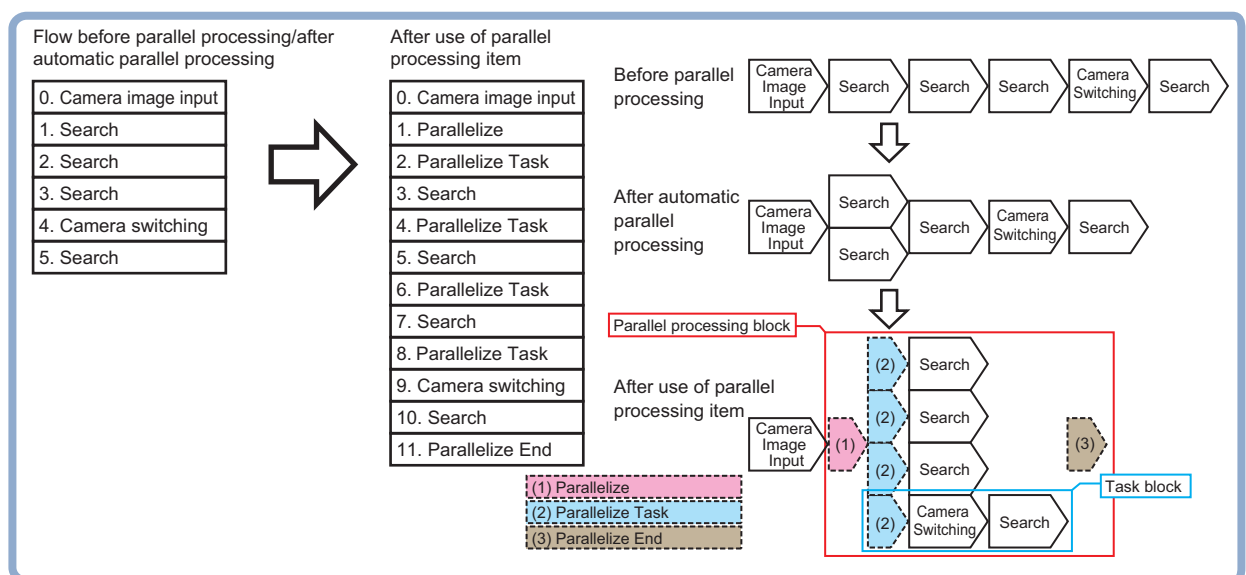 Flow before parallel processing/after
automatic parallel processing
0. Camera image input
1. Search
2. Search
3. Search
4. Camera switching
5. Search
After use of parallel
processing item
0. Camera image input
1. Parallelize
2. Parallelize Task
3. Search
4. Parallelize Task
5. Search
6. Parallelize Task
7. Search
8. Parallelize Task
9. Camera switching
10. Search
11. Parallelize End
Before parallel
processing
Camera
Image
Input
Search
Search
Search
Camera
Switching
Search
After automatic
parallel
processing
Camera
Image
Input
Search
Search
Search
Camera
Switching
Search
Parallel processing block
After use of parallel
processing item
Camera
Image
Input
(1)
(2)
Search
(2)
Search
(2)
Search
(2)
Camera
Switching
Search
(3)
Task block
(1) Parallelize
(2) Parallelize Task
(3) Parallelize End